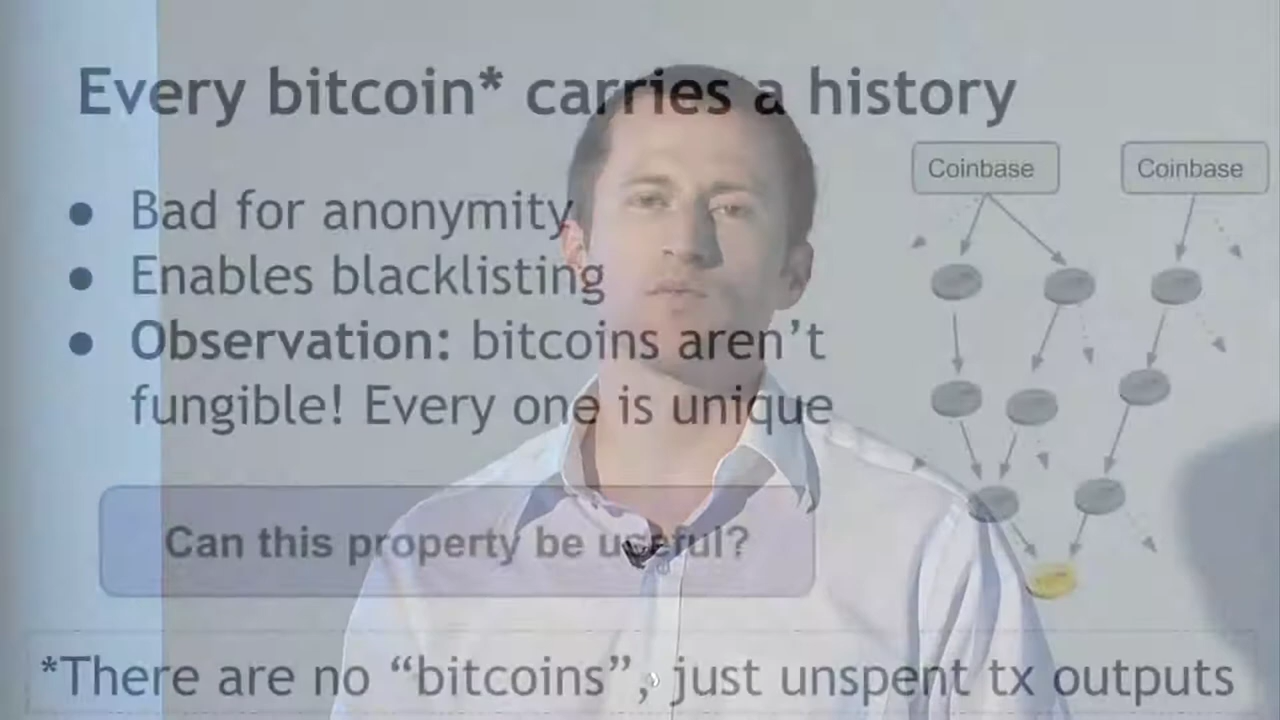 Every bitcoin* carries a history
Coinbase
Coinbase
● Bad for anonymity
● Enables blacklisting
● Observation: bitcoins aren’t
fungible! Every one is unique
Can this property be useful?
*There are no “bitcoins”, just unspent tx outputs